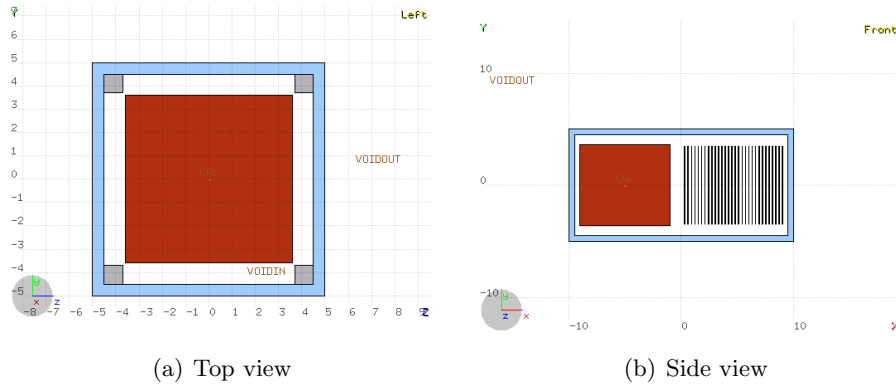 Y
Left
7
6
5
4
3
2
1
VOIDOUT
0
-1
-2
-3
-4
VOIDIN
-5
y
z
x
-8 -7 -6 -5 -4 -3 -2 -1 0 1 2 3 4 5 6 7 8 9 Z
(a) Top view
Y
Front
10
VOIDOUT
0
-10
y
z
x
-10 0 10 X
(b) Side view